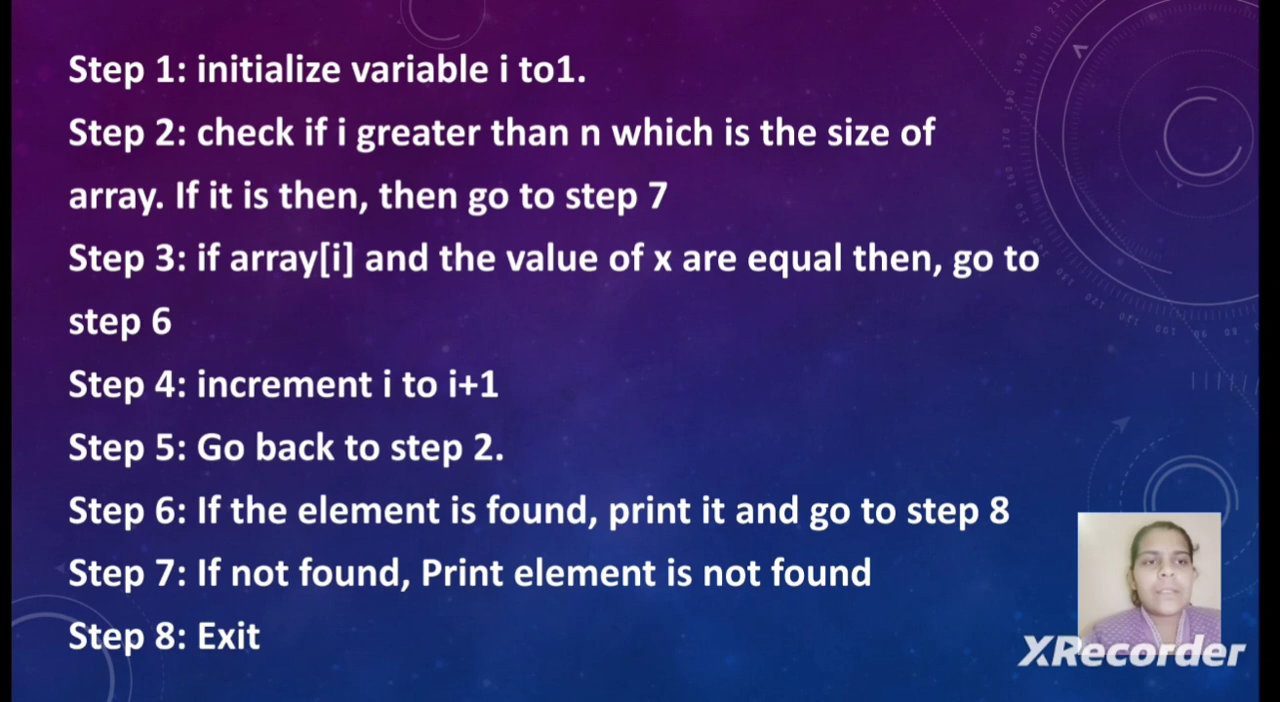 Step 1: initialize variable i to1.
Step 2: check if i greater than n which is the size of
array. If it is then, then go to step 7
Step 3: if array[i] and the value of x are equal then, go to
step 6
Step 4: increment i to i+1
Step 5: Go back to step 2.
Step 6: If the element is found, print it and go to step 8
Step 7: If not found, Print element is not found
Step 8: Exit
XRecorder